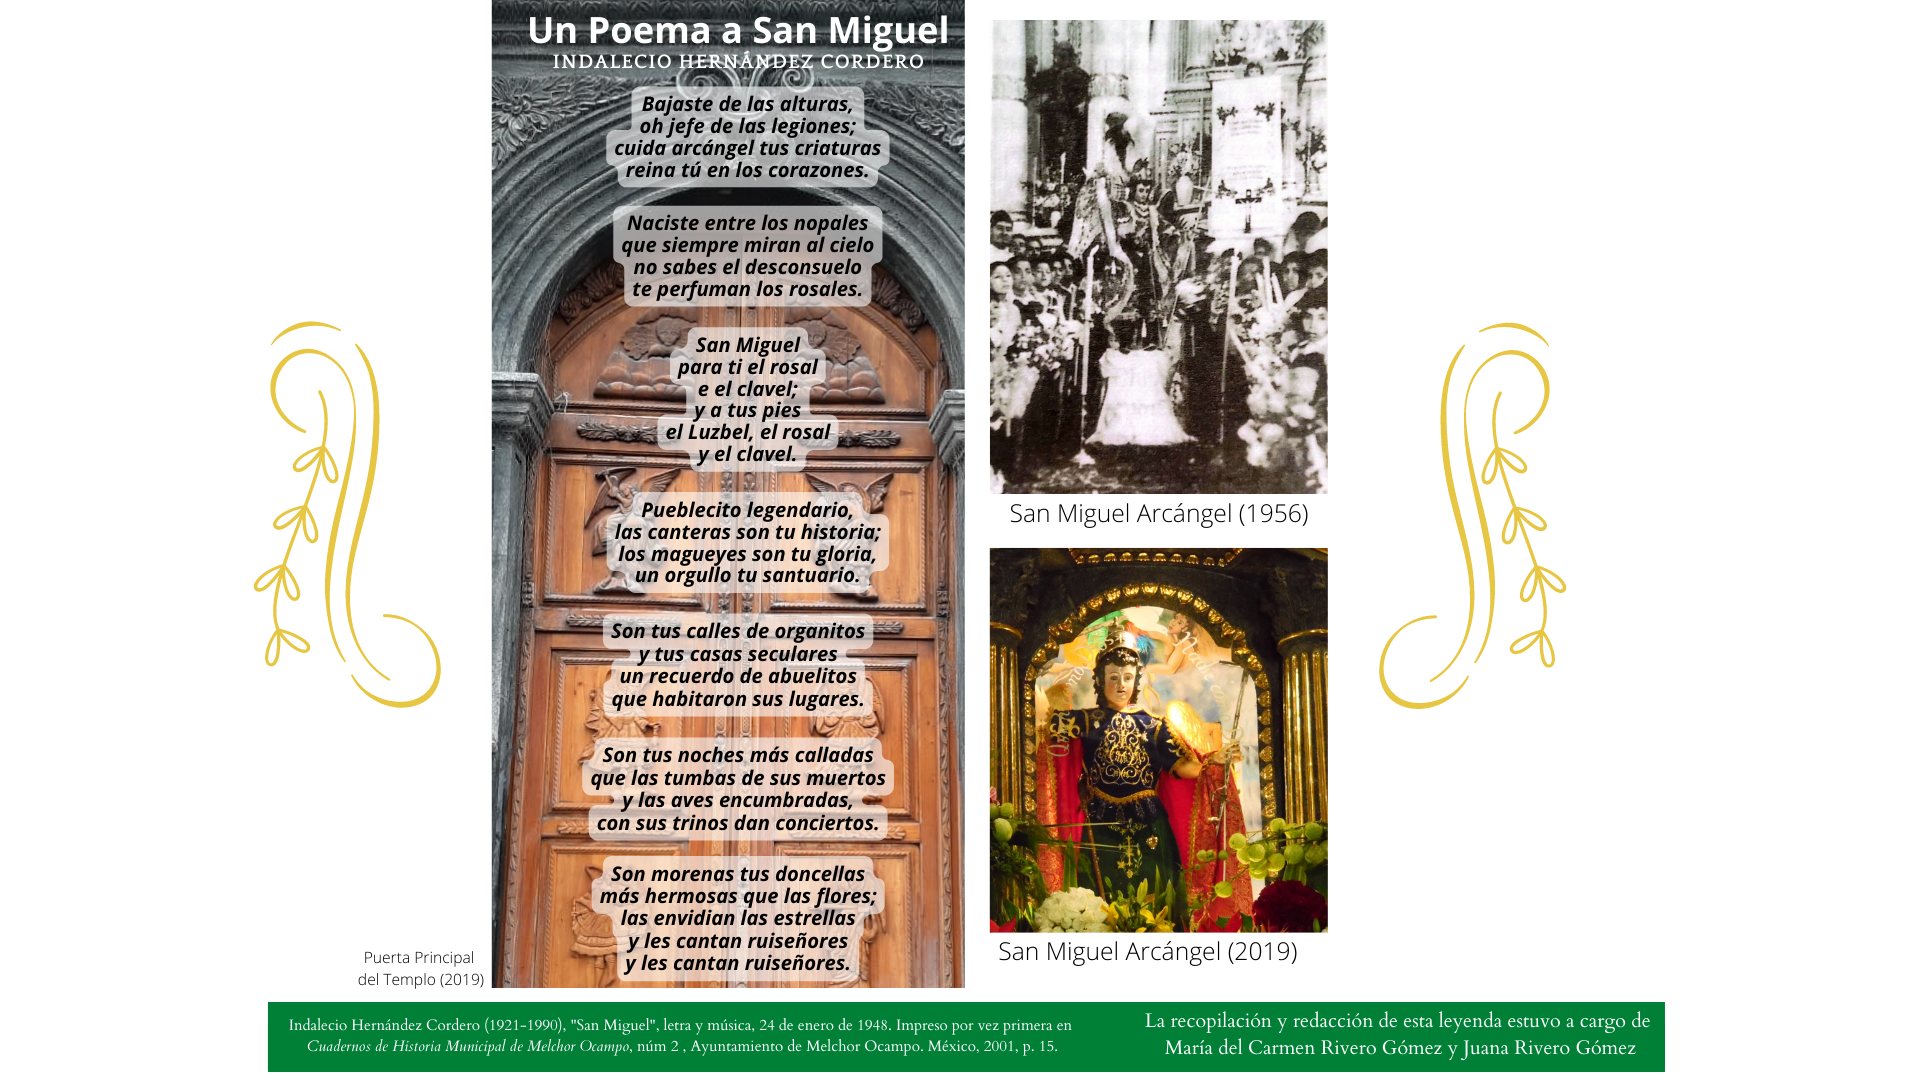 Un Poema a San Miguel
INDALECIO HERNÁNDEZ CORDERO
Bajaste de las alturas,
oh jefe de las legiones;
cuida arcángel tus criaturas
reina tú en los corazones.
Naciste entre los nopales
que siempre miran al cielo
no sabes el desconsuelo
te perfuman los rosales.
San Miguel
para ti el rosal
e el clavel;
y a tus pies
el Luzbel, el rosal
y el clavel.
Pueblecito legendario,
las canteras son tu historia;
los magueyes son tu gloria,
un orgullo tu santuario.
Son tus calles de organitos
y tus casas seculares
un recuerdo de abuelitos
que habitaron sus lugares.
Son tus noches más calladas
que las tumbas de sus muertos
y las aves encumbradas,
con sus trinos dan conciertos.
Son morenas tus doncellas
más hermosas que las flores;
las envidian las estrellas
y les cantan ruiseñores
y les cantan ruiseñores.
Puerta Principal
del Templo (2019)
San Miguel Arcángel (1956)
San Miguel Arcángel (2019)
Indalecio Hernández Cordero (1921-1990), "San Miguel", letra y música, 24 de enero de 1948. Impreso por vez primera en
Cuadernos de Historia Municipal de Melchor Ocampo, núm 2 , Ayuntamiento de Melchor Ocampo. México, 2001, p. 15.
La recopilación y redacción de esta leyenda estuvo a cargo de
María del Carmen Rivero Gómez y Juana Rivero Gómez